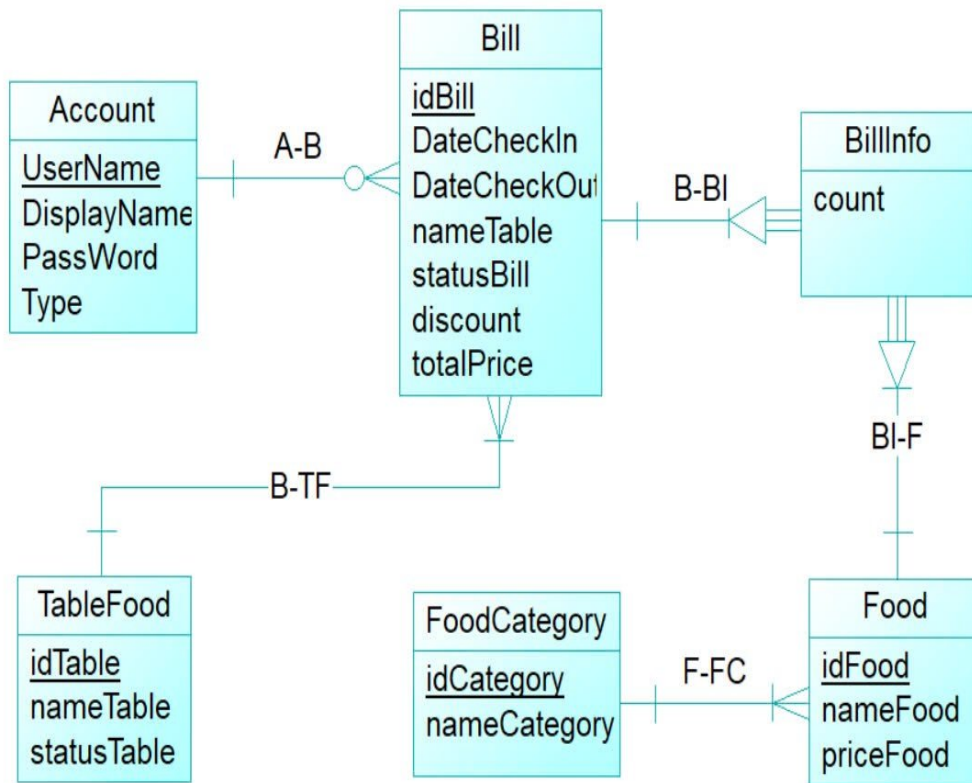 Bill
idBill
DateCheckIn
DateCheckOut
nameTable
statusBill
discount
totalPrice
Account
UserName
DisplayName
PassWord
Type
A-B
B-BI
BillInfo
count
BI-F
B-TF
TableFood
idTable
nameTable
statusTable
FoodCategory
idCategory
nameCategory
F-FC
Food
idFood
nameFood
priceFood